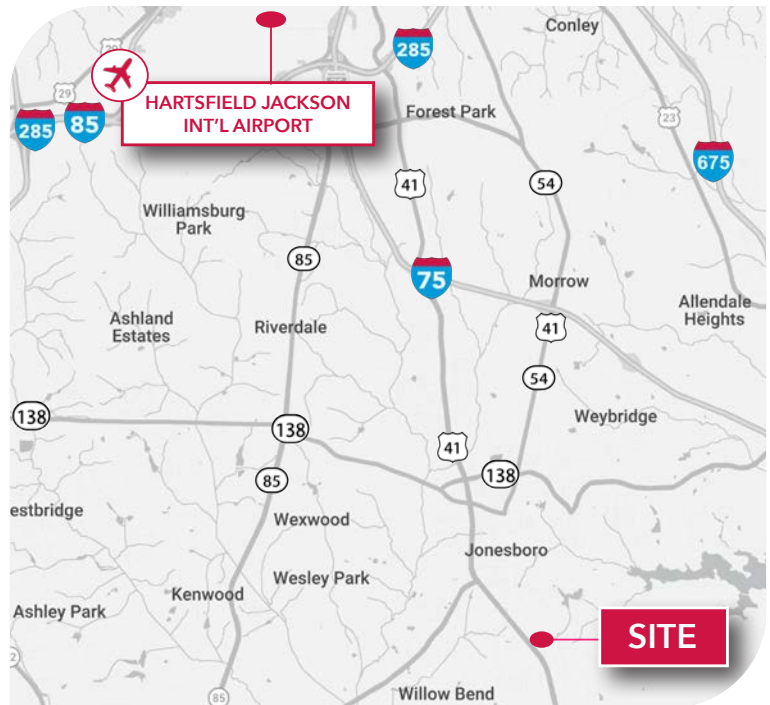 Conley
29
285
29
HARTSFIELD JACKSON
INT'L AIRPORT
285
85
Forest Park
23
675
41
54
Williamsburg
Park
85
75
Morrow
Allendale
Heights
Ashland
Estates
Riverdale
41
54
138
138
Weybridge
41
138
85
estbridge
Wexwood
Jonesboro
Wesley Park
Kenwood
Ashley Park
SITE
2
85
Willow Bend